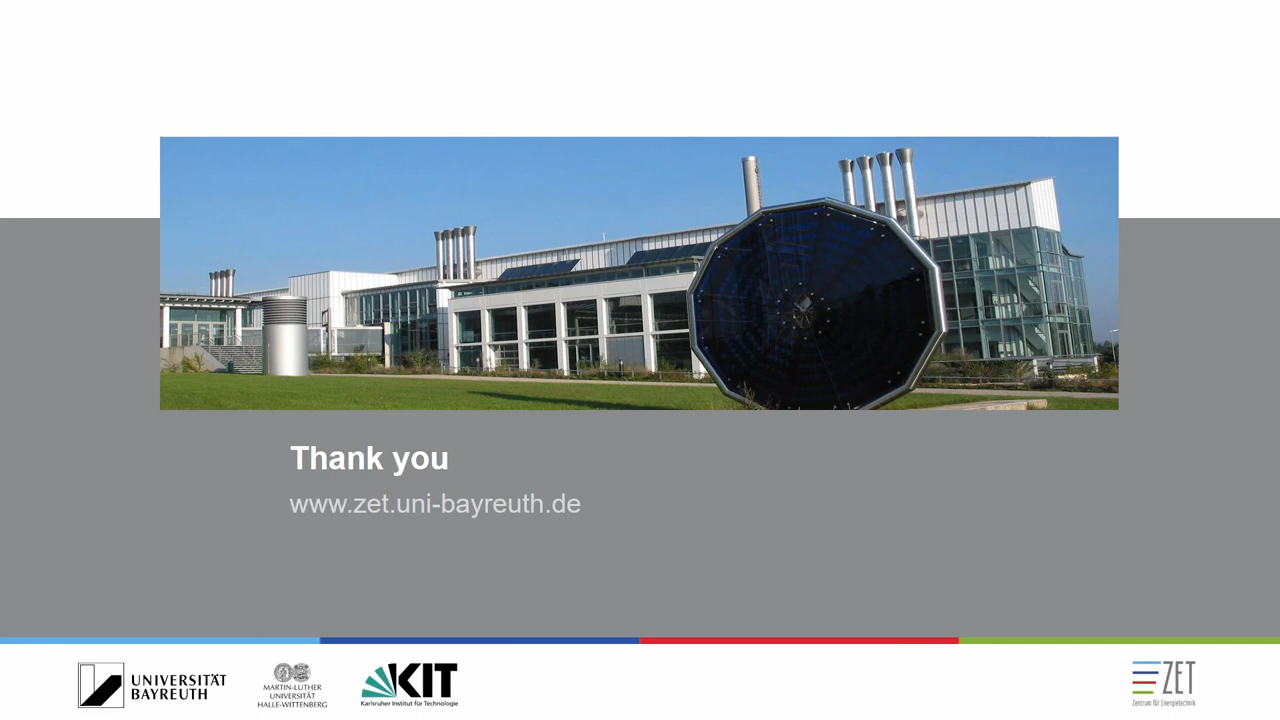 Thank you
www.zet.uni-bayreuth.de
UNIVERSITÄT
BAYREUTH
MARTIN-LUTHER
UNIVERSITÄT
HALLE-WITTENBERG
KIT
Karlsruher Institut für Technologie
ZET
Zentrum für Energietechnik